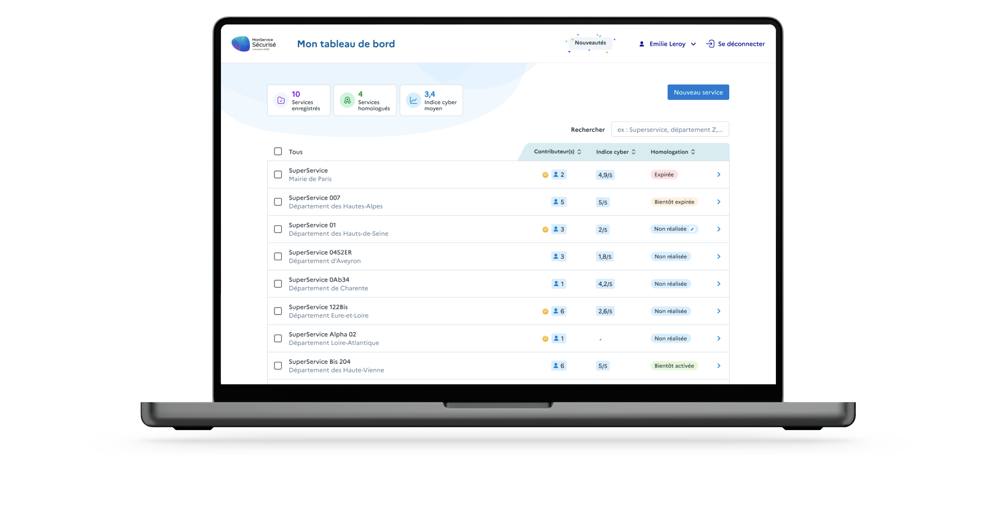 MonService
Sécurisé
Innovation ANSSI
Mon tableau de bord
Nouveautés
Emilie Leroy
Se déconnecter
10
Services
enregistrés
4
Services
homologués
3,4
Indice cyber
moyen
Nouveau service
Rechercher
ex : Superservice, département Z,...
Tous
Contributeur(s)
Indice cyber
Homologation
SuperService
Mairie de Paris
2
4,9/5
Expirée
SuperService 007
Département des Hautes-Alpes
5
5/5
Bientôt expirée
SuperService 01
Département des Hauts-de-Seine
3
2/5
Non réalisée
SuperService 0452ER
Département d’Aveyron
3
1,8/5
Non réalisée
SuperService 0Ab34
Département de Charente
1
4,2/5
Non réalisée
SuperService 122Bis
Département Eure-et-Loire
6
2,6/5
Non réalisée
SuperService Alpha 02
Département Loire-Atlantique
1
-
Non réalisée
SuperService Bis 204
Département des Haute-Vienne
6
5/5
Bientôt activée